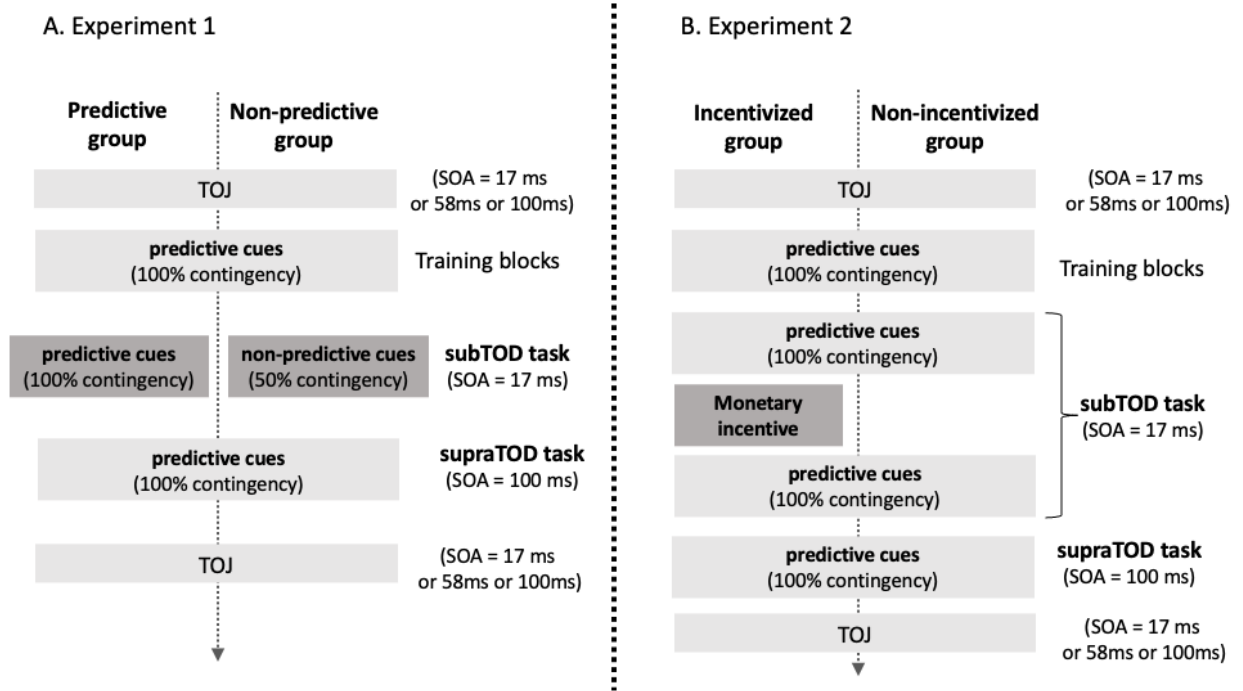 A. Experiment 1
Predictive
group
Non-predictive
group
TOJ
(SOA = 17 ms
or 58ms or 100ms)
predictive cues
(100% contingency)
Training blocks
predictive cues
(100% contingency)
non-predictive cues
(50% contingency)
subTOD task
(SOA = 17 ms)
predictive cues
(100% contingency)
supraTOD task
(SOA = 100 ms)
TOJ
(SOA = 17 ms
or 58ms or 100ms)
B. Experiment 2
Incentivized
group
Non-incentivized
group
TOJ
(SOA = 17 ms
or 58ms or 100ms)
predictive cues
(100% contingency)
Training blocks
predictive cues
(100% contingency)
Monetary
incentive
subTOD task
(SOA = 17 ms)
predictive cues
(100% contingency)
predictive cues
(100% contingency)
supraTOD task
(SOA = 100 ms)
TOJ
(SOA = 17 ms
or 58ms or 100ms)